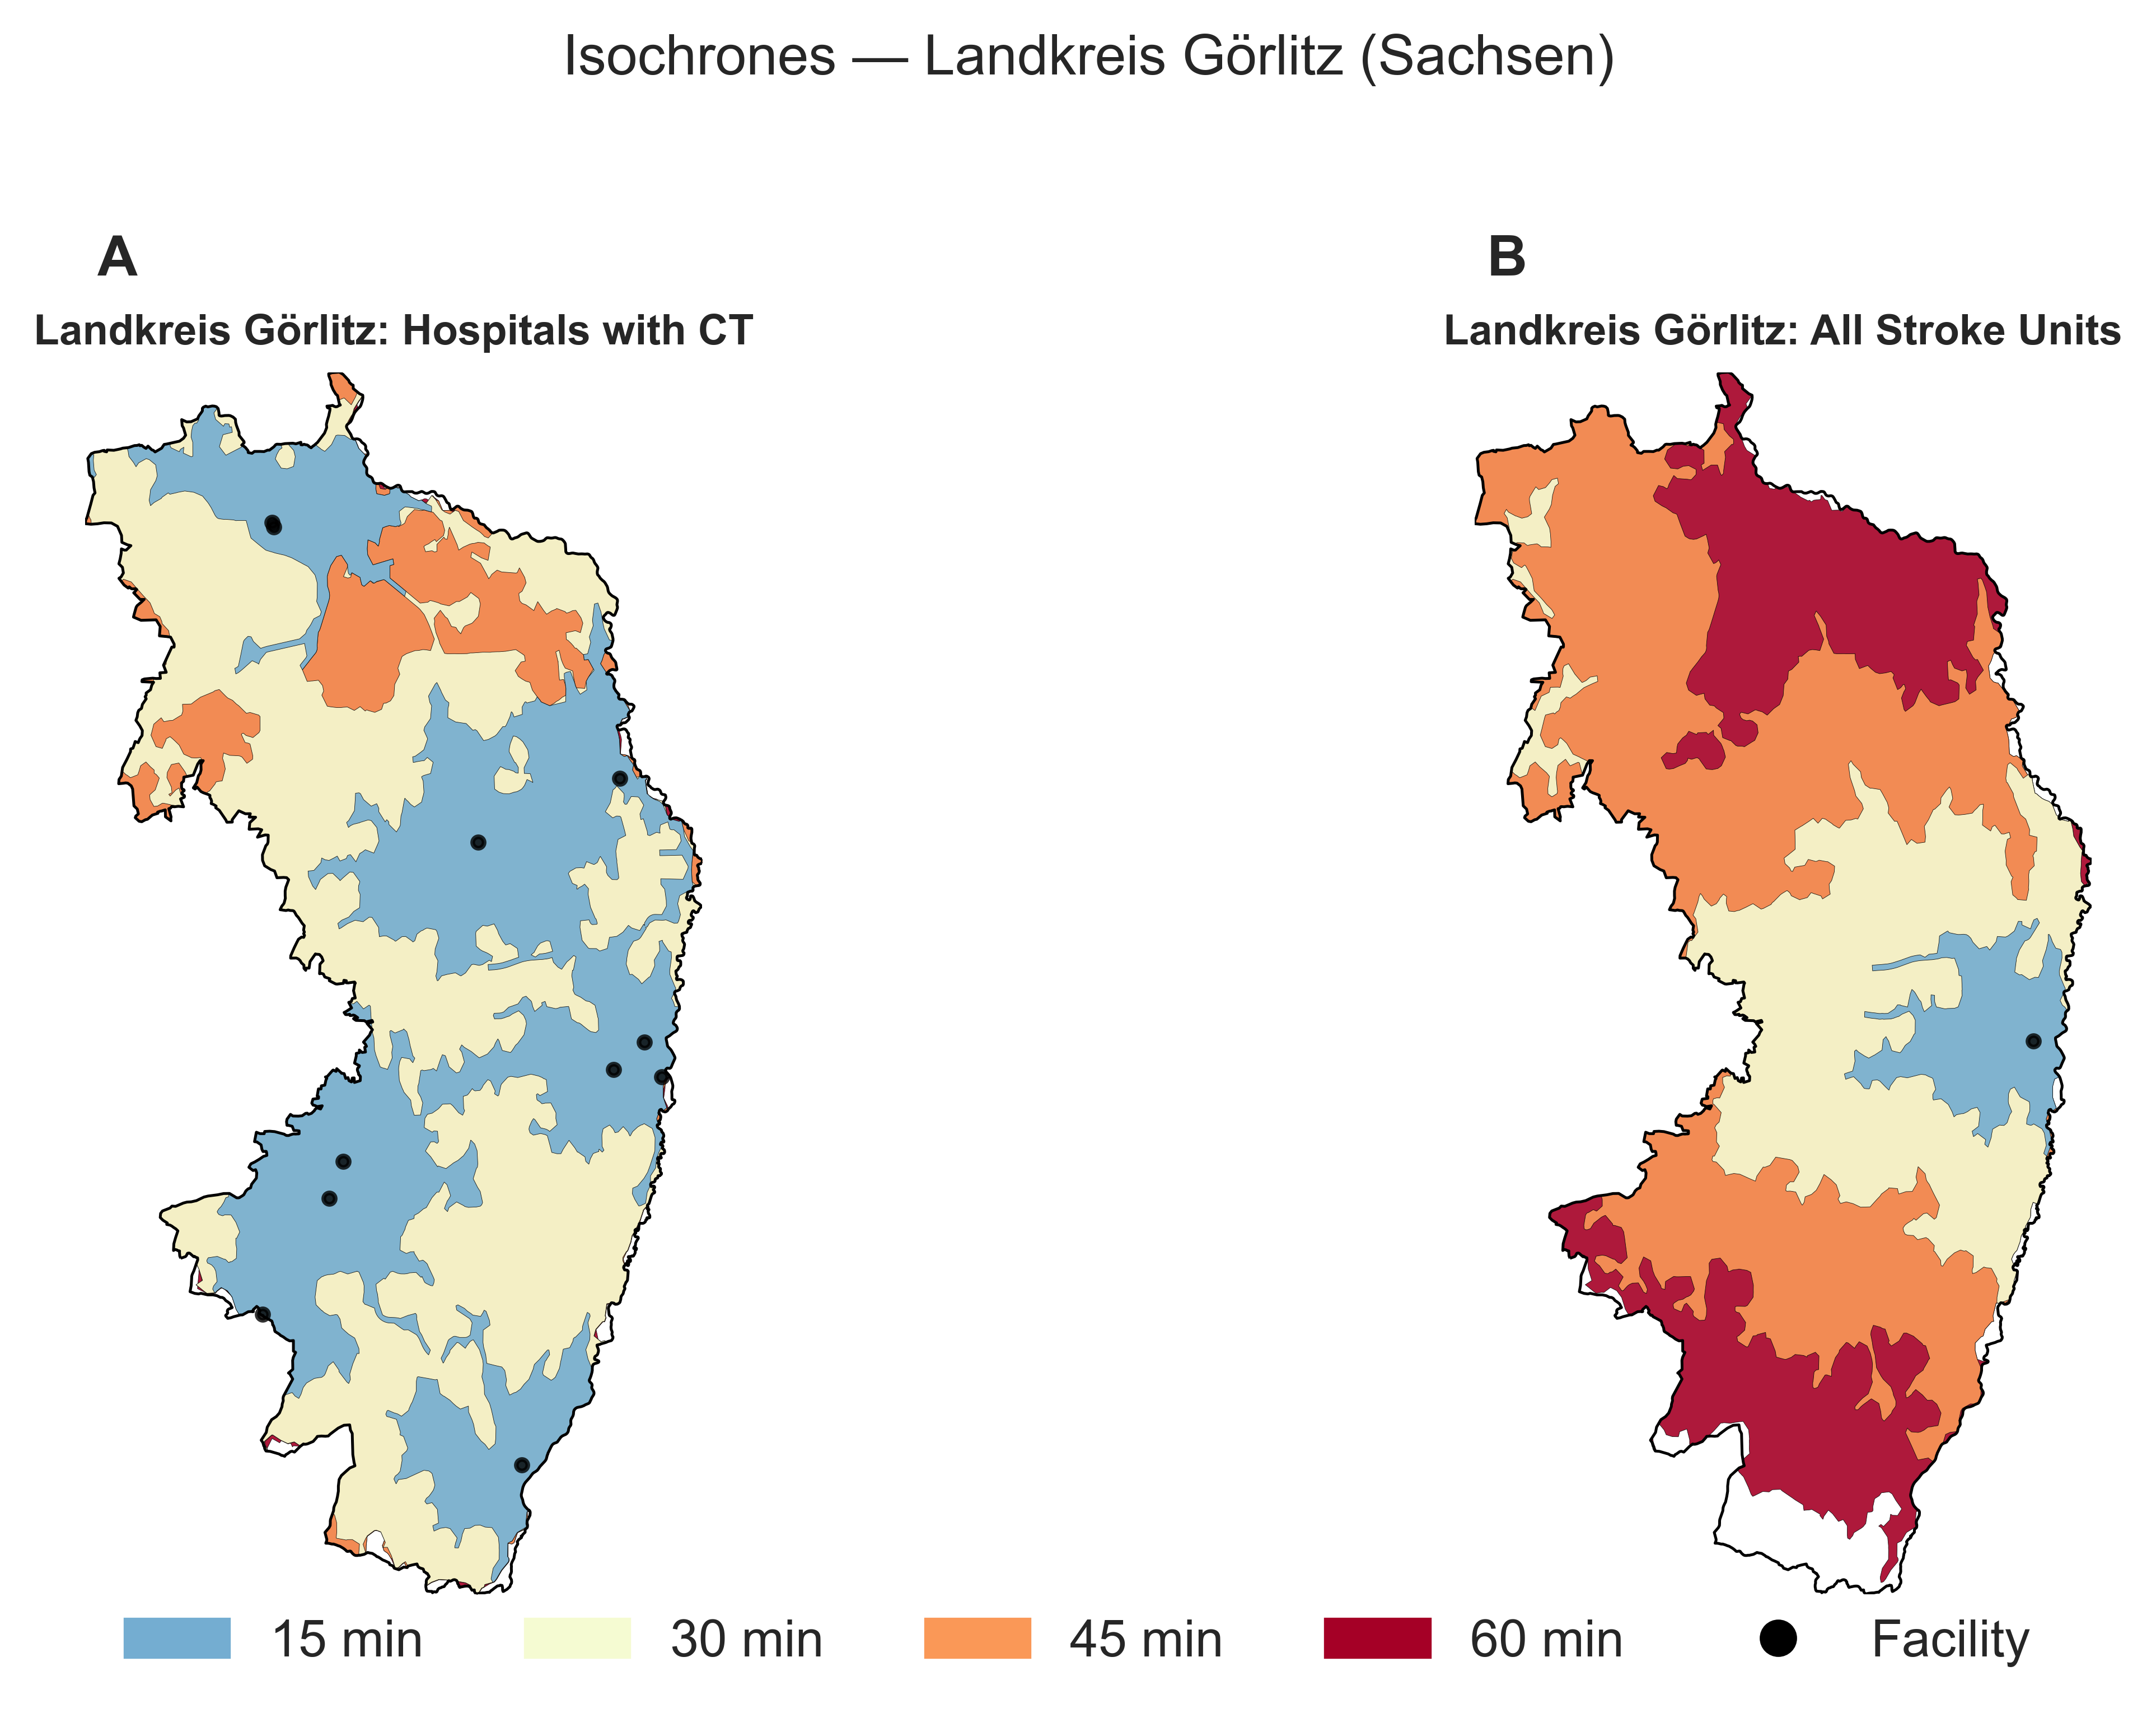 Isochrones — Landkreis Görlitz (Sachsen)
A
Landkreis Görlitz: Hospitals with CT
B
Landkreis Görlitz: All Stroke Units
15 min
30 min
45 min
60 min
Facility